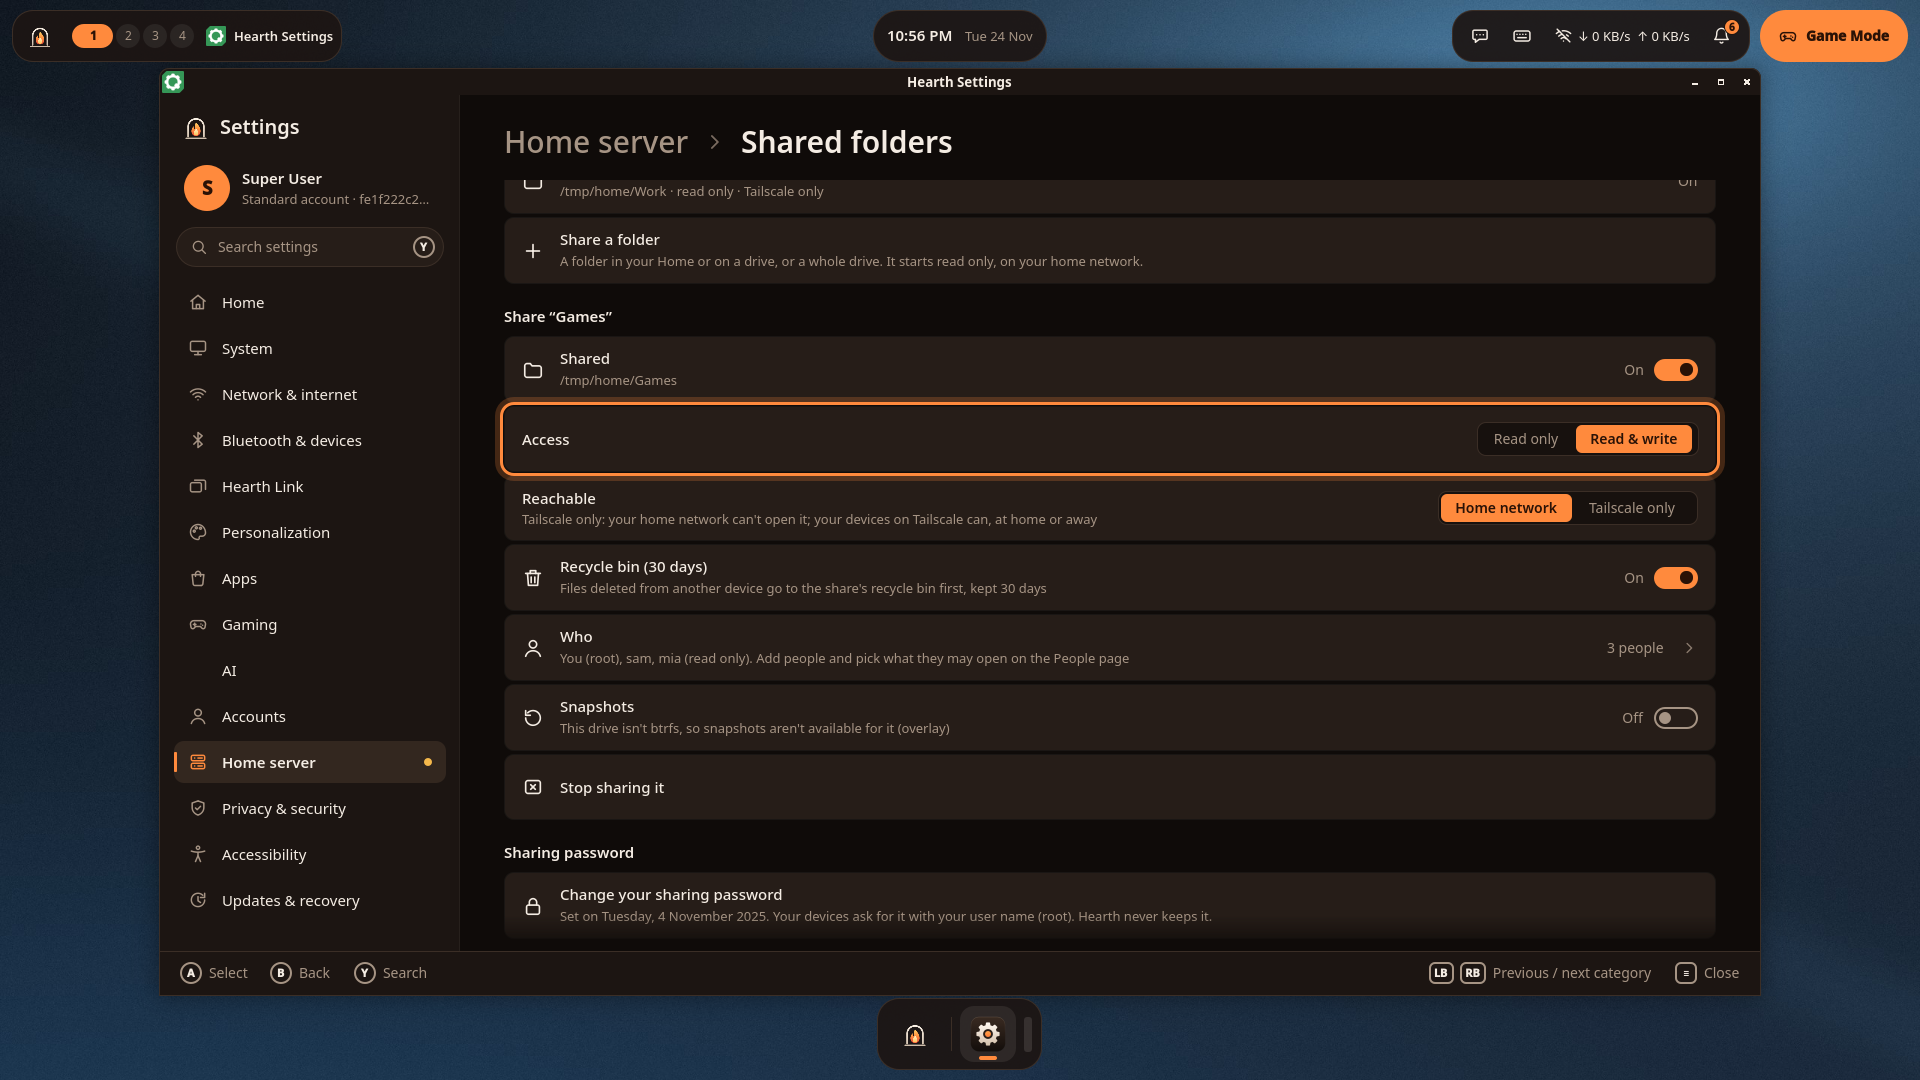 1 2 3 4 Hearth Settings
10:56 PM Tue 24 Nov
↓ 0 KB/s ↑ 0 KB/s 6
Game Mode
Hearth Settings
Settings
S
Super User
Standard account · fe1f222c2...
Search settings Y
Home
System
Network & internet
Bluetooth & devices
Hearth Link
Personalization
Apps
Gaming
AI
Accounts
Home server
Privacy & security
Accessibility
Updates & recovery
Home server > Shared folders
/tmp/home/Work · read only · Tailscale only
On
Share a folder
A folder in your Home or on a drive, or a whole drive. It starts read only, on your home network.
Share “Games”
Shared
/tmp/home/Games
On
Access
Read only Read & write
Reachable
Tailscale only: your home network can't open it; your devices on Tailscale can, at home or away
Home network Tailscale only
Recycle bin (30 days)
Files deleted from another device go to the share's recycle bin first, kept 30 days
On
Who
You (root), sam, mia (read only). Add people and pick what they may open on the People page
3 people
Snapshots
This drive isn't btrfs, so snapshots aren't available for it (overlay)
Off
Stop sharing it
Sharing password
Change your sharing password
Set on Tuesday, 4 November 2025. Your devices ask for it with your user name (root). Hearth never keeps it.
A Select B Back Y Search
LB RB Previous / next category ≡ Close